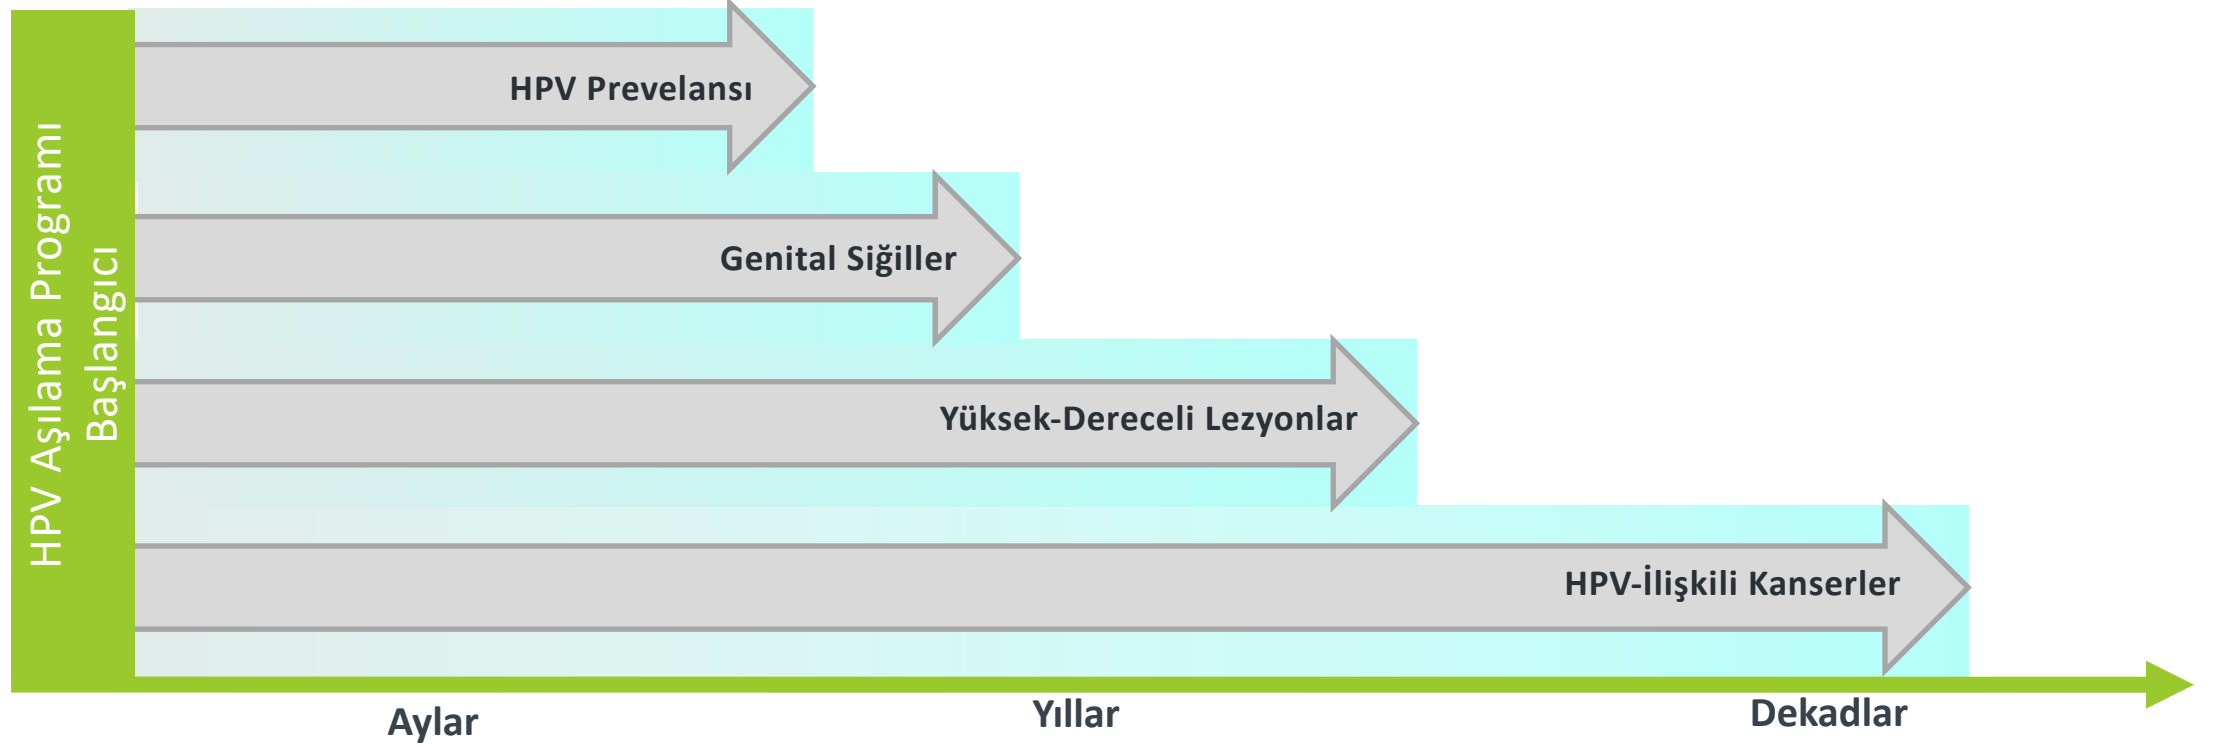 HPV Aşılama Programı
Başlangıcı
HPV Prevelansı
Genital Siğiller
Yüksek-Dereceli Lezyonlar
HPV-İlişkili Kanserler
Aylar
Yıllar
Dekadlar